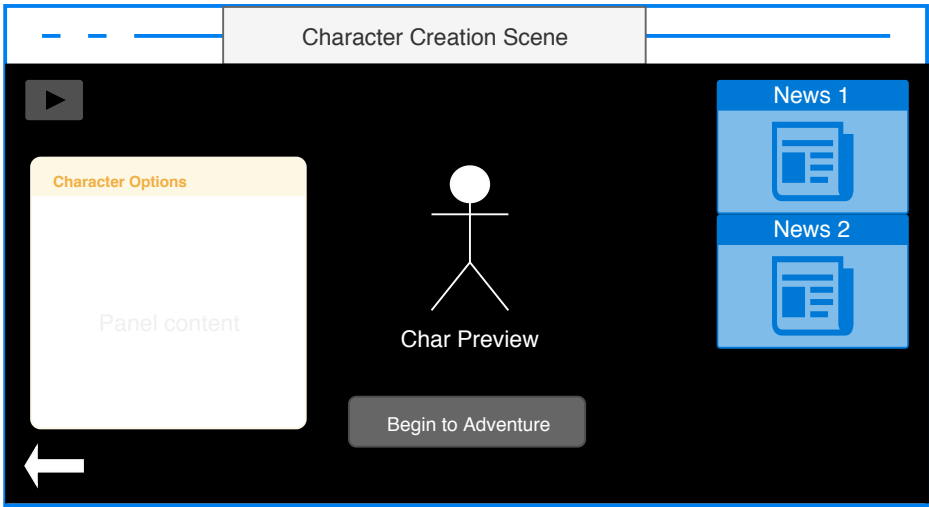 Character Creation Scene
News 1
Character Options
Panel content
Char Preview
News 2
Begin to Adventure